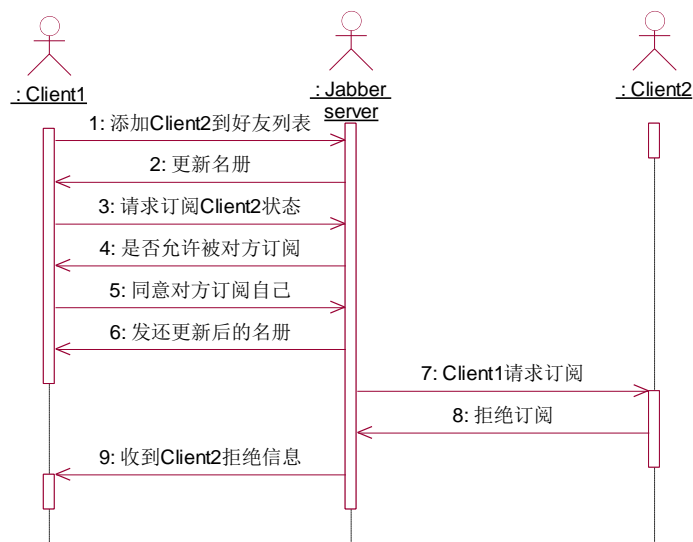 : Client1
: Jabber
server
: Client2
1: 添加Client2到好友列表
2: 更新名册
3: 请求订阅Client2状态
4: 是否允许被对方订阅
5: 同意对方订阅自己
6: 发还更新后的名册
7: Client1请求订阅
8: 拒绝订阅
9: 收到Client2拒绝信息